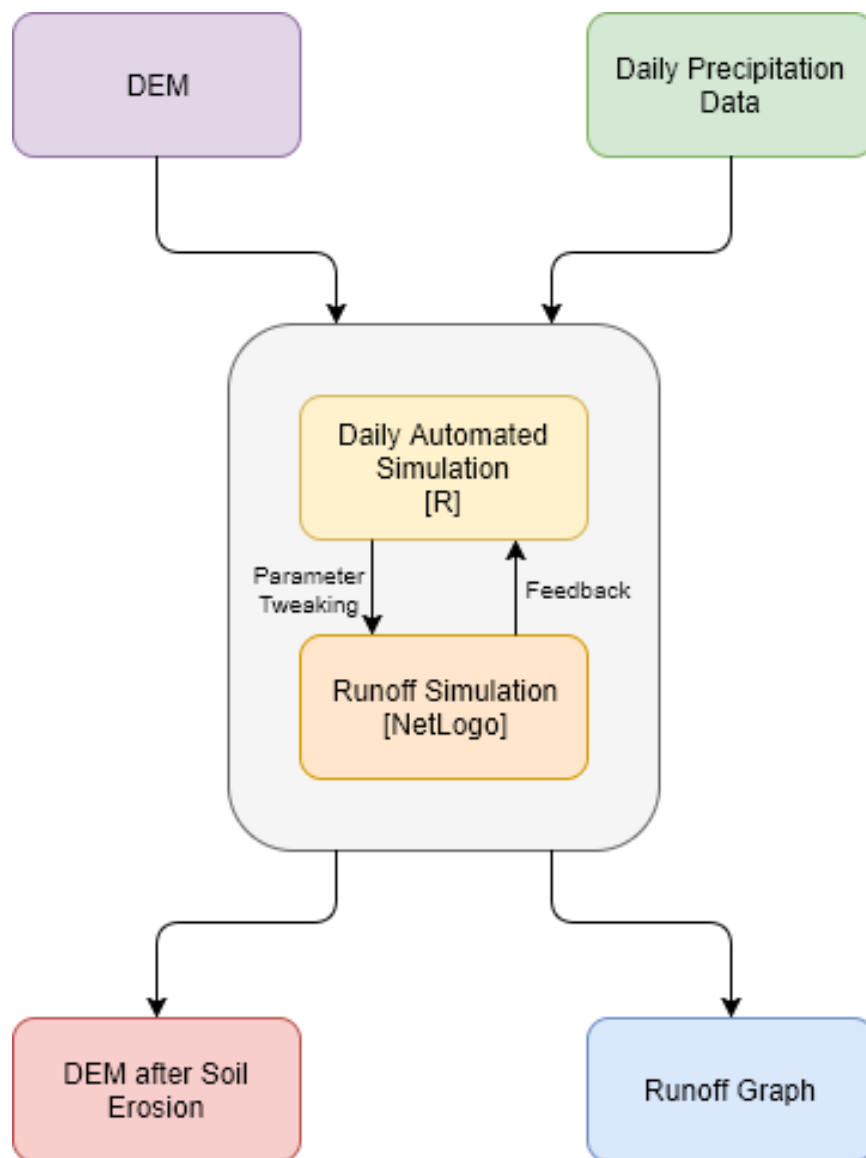 DEM
Daily Precipitation
Data
Daily Automated
Simulation
[R]
Parameter
Tweaking
Feedback
Runoff Simulation
[NetLogo]
DEM after Soil
Erosion
Runoff Graph